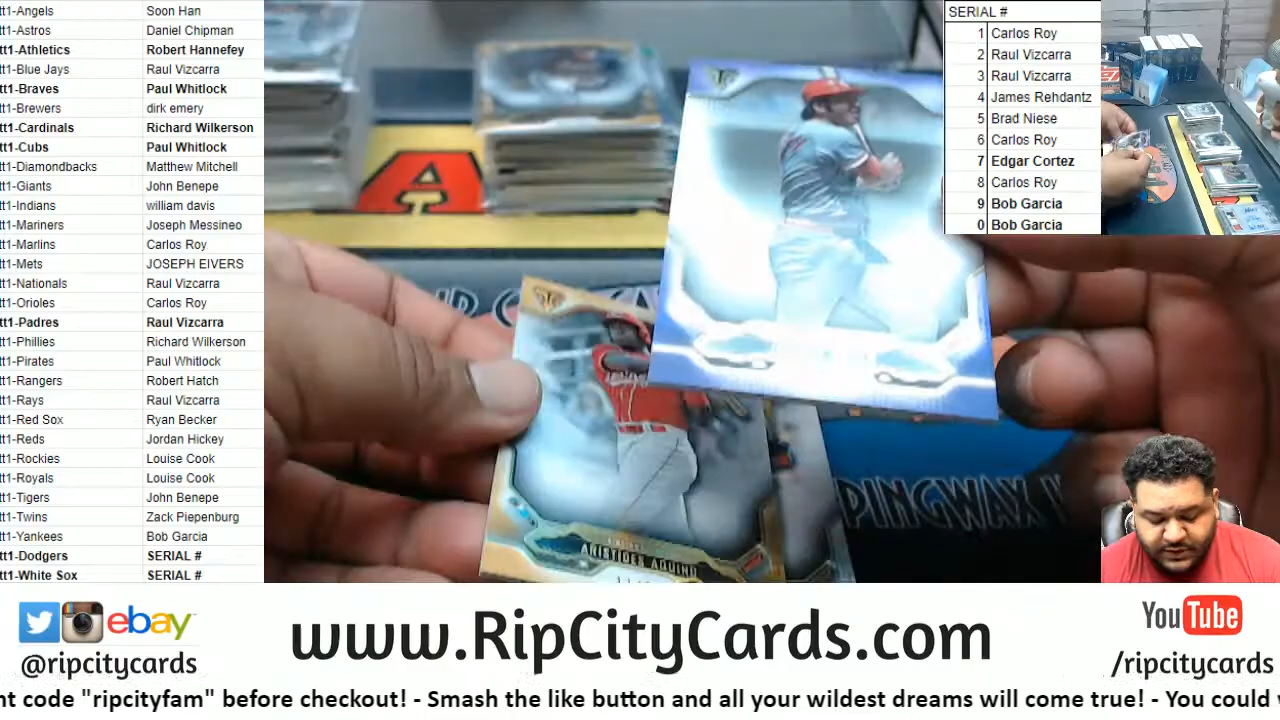 tt1-Angels Soon Han
tt1-Astros Daniel Chipman
tt1-Athletics Robert Hannefey
tt1-Blue Jays Raul Vizcarra
tt1-Braves Paul Whitlock
tt1-Brewers dirk emery
tt1-Cardinals Richard Wilkerson
tt1-Cubs Paul Whitlock
tt1-Diamondbacks Matthew Mitchell
tt1-Giants John Benepe
tt1-Indians william davis
tt1-Mariners Joseph Messineo
tt1-Marlins Carlos Roy
tt1-Mets JOSEPH EIVERS
tt1-Nationals Raul Vizcarra
tt1-Orioles Carlos Roy
tt1-Padres Raul Vizcarra
tt1-Phillies Richard Wilkerson
tt1-Pirates Paul Whitlock
tt1-Rangers Robert Hatch
tt1-Rays Raul Vizcarra
tt1-Red Sox Ryan Becker
tt1-Reds Jordan Hickey
tt1-Rockies Louise Cook
tt1-Royals Louise Cook
tt1-Tigers John Benepe
tt1-Twins Zack Piepenburg
tt1-Yankees Bob Garcia
tt1-Dodgers SERIAL #
tt1-White Sox SERIAL #
SERIAL #
1 Carlos Roy
2 Raul Vizcarra
3 Raul Vizcarra
4 James Rehdantz
5 Brad Niese
6 Carlos Roy
7 Edgar Cortez
8 Carlos Roy
9 Bob Garcia
0 Bob Garcia
A
ARISTIDES AQUINO
PINGWAX
ebay
@ripcitycards
www.RipCityCards.com
YouTube
/ripcitycards
nt code "ripcityfam" before checkout! - Smash the like button and all your wildest dreams will come true! - You could